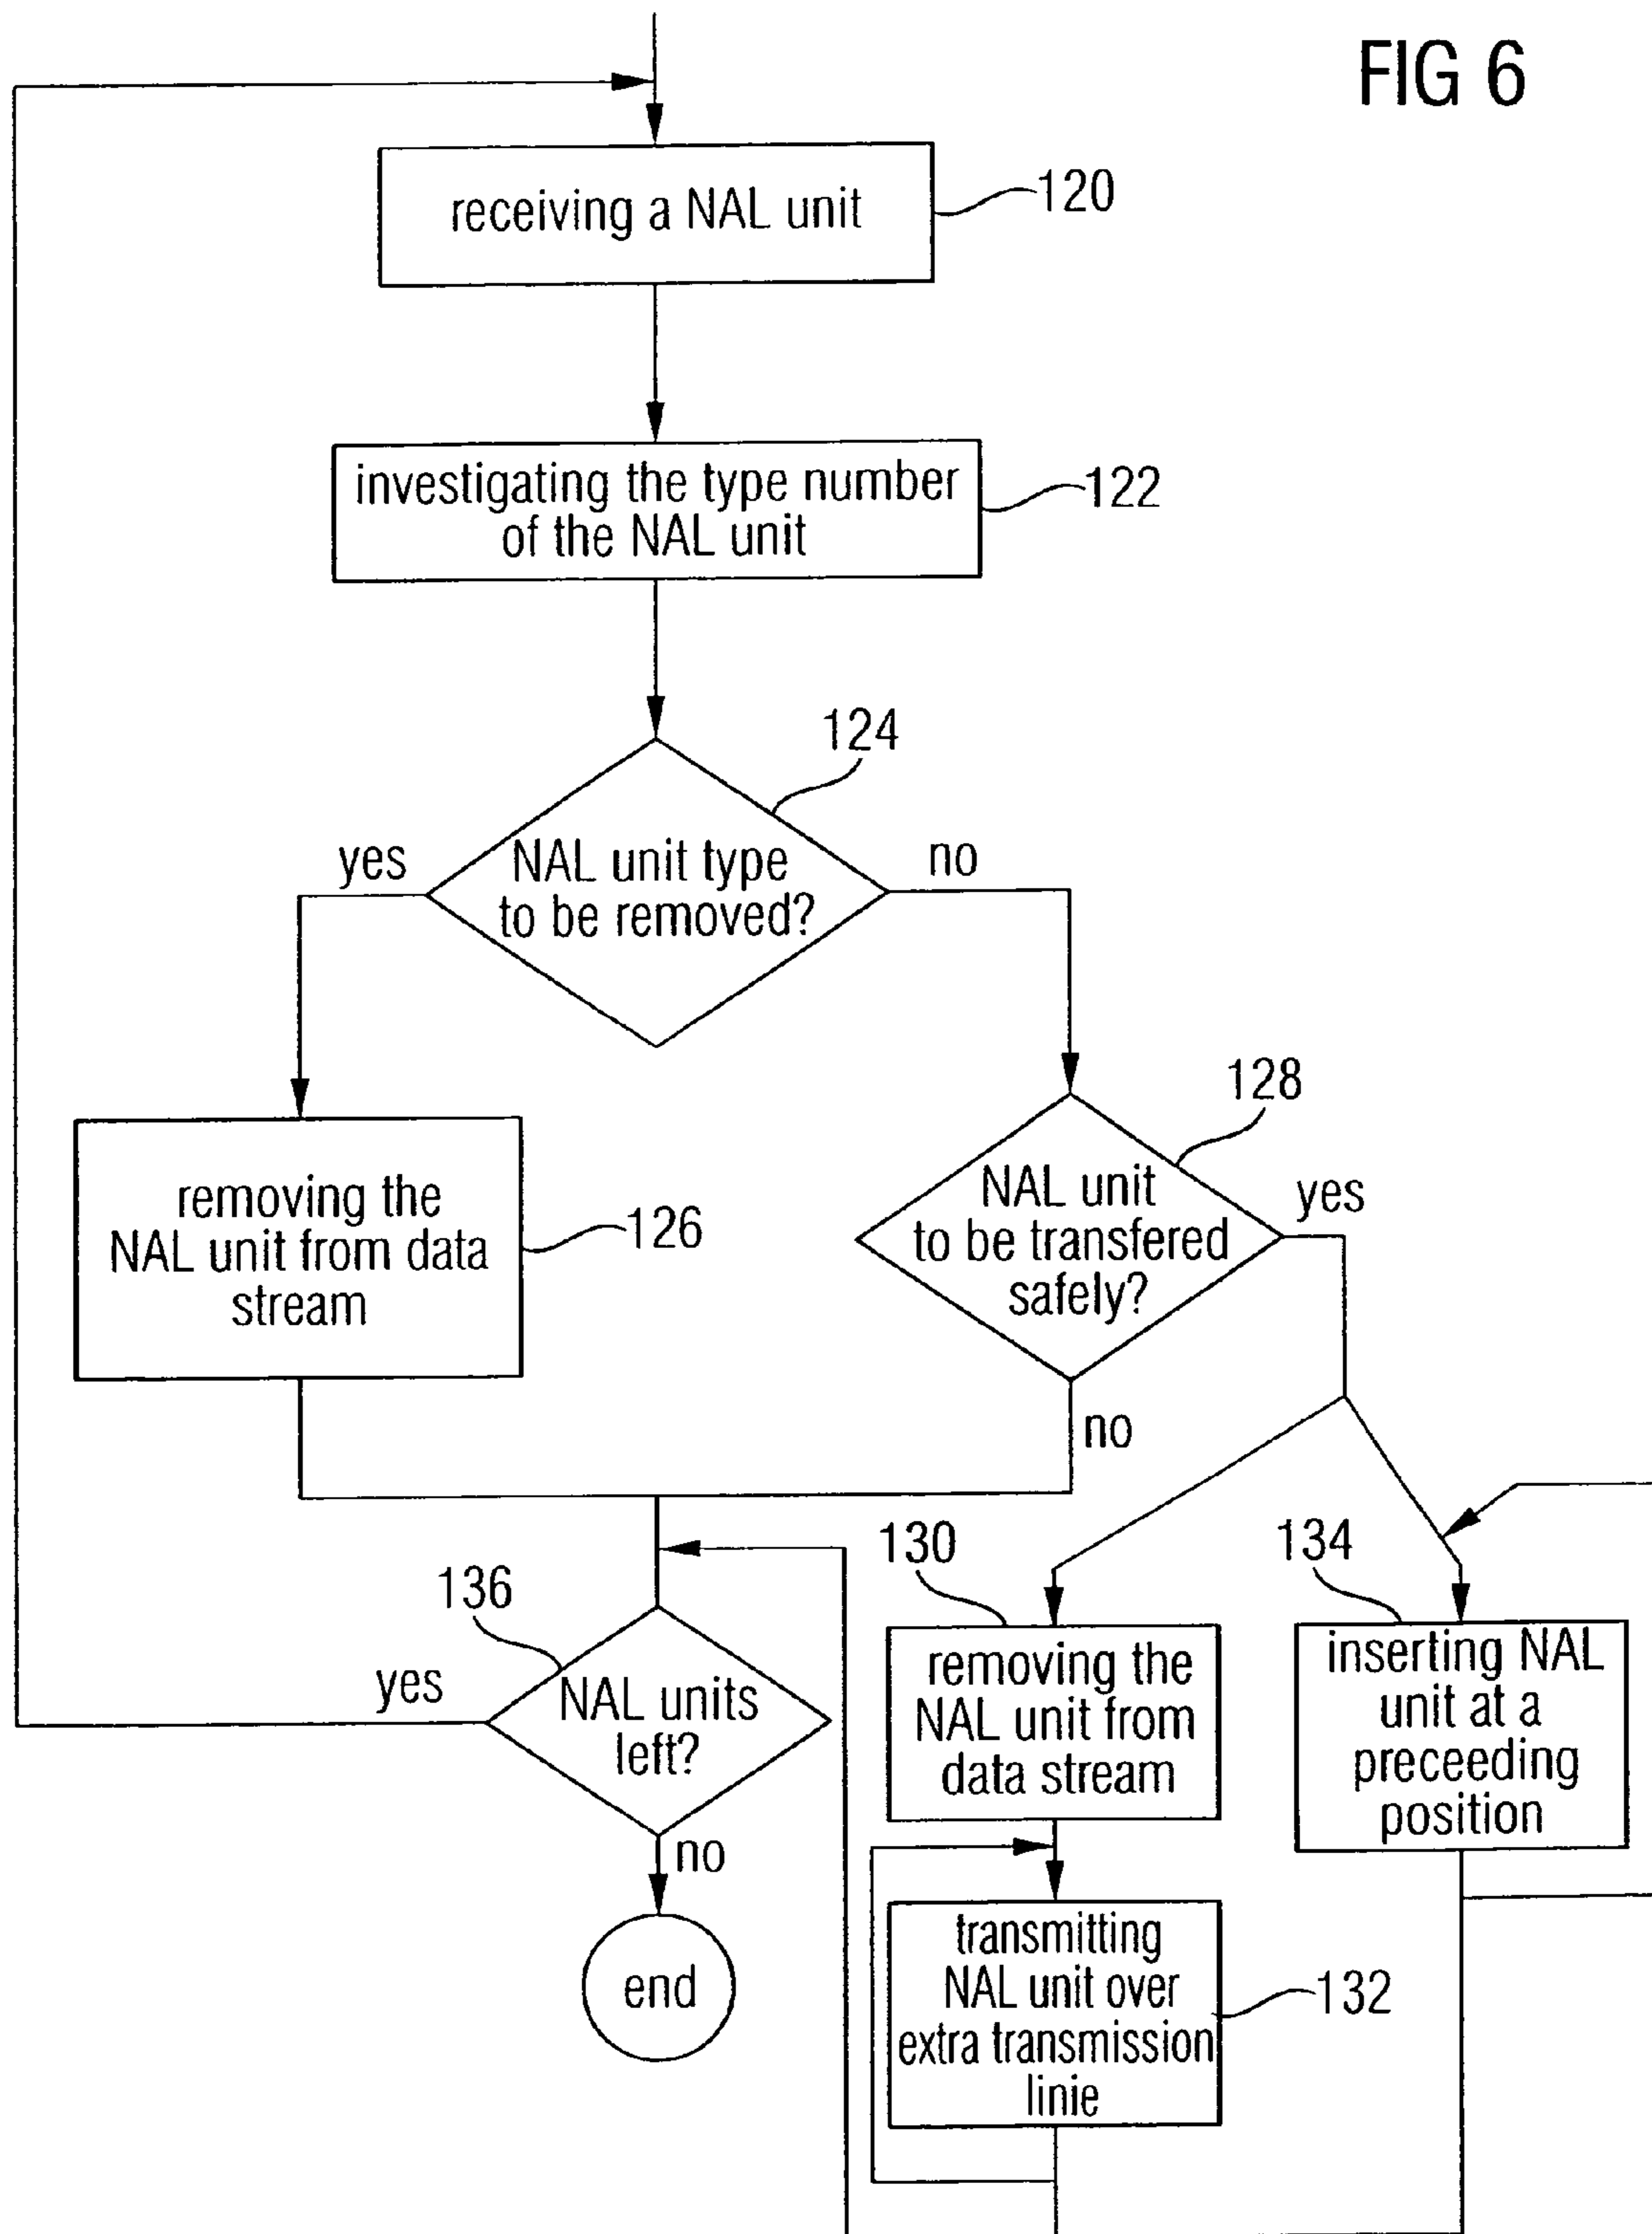 FIG 6
receiving a NAL unit
120
investigating the type number
of the NAL unit
122
124
yes
NAL unit type
to be removed?
no
128
removing the
NAL unit from data
stream
126
NAL unit
to be transfered
safely?
yes
no
130
134
136
yes
NAL units
left?
no
removing the
NAL unit from
data stream
inserting NAL
unit at a
preceeding
position
end
transmitting
NAL unit over
extra transmission
linie
132